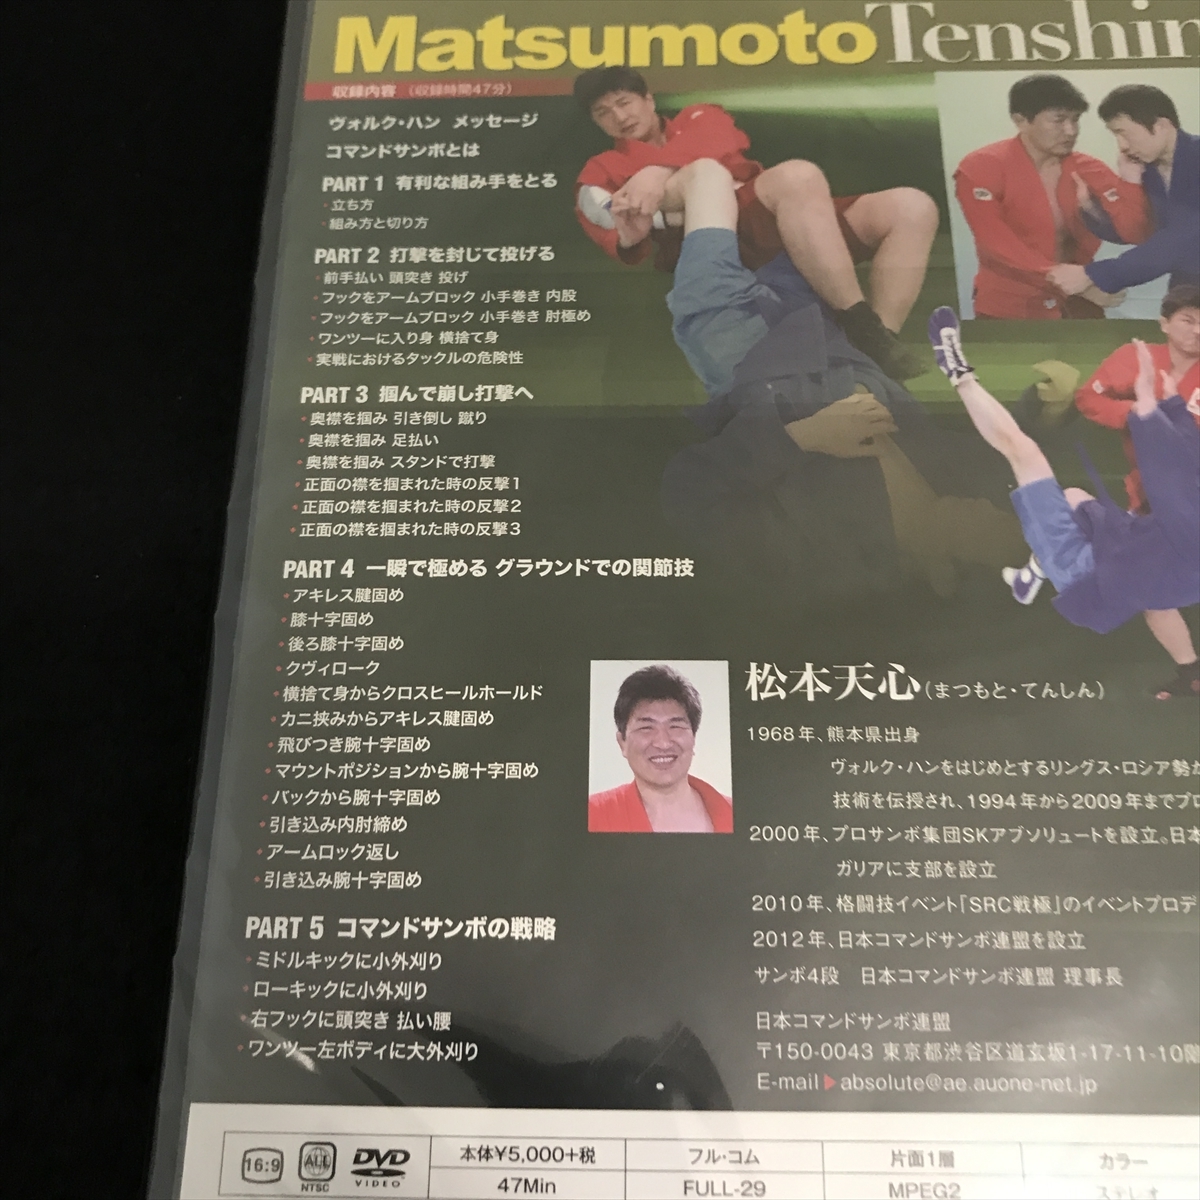 Matsumoto Tenshin
収録内容 （収録時間47分）
ヴォルク・ハン メッセージ
コマンドサンボとは
PART 1 有利な組み手をとる
・立ち方
・組み方と切り方
PART 2 打撃を封じて投げる
・前手払い 頭突き 投げ
・フックをアームブロック 小手巻き 内股
・フックをアームブロック 小手巻き 肘極め
・ワンツーに入り身 横捨て身
・実戦におけるタックルの危険性
PART 3 掴んで崩し打撃へ
・奥襟を掴み 引き倒し 蹴り
・奥襟を掴み 足払い
・奥襟を掴み スタンドで打撃
・正面の襟を掴まれた時の反撃1
・正面の襟を掴まれた時の反撃2
・正面の襟を掴まれた時の反撃3
PART 4 一瞬で極める グラウンドでの関節技
・アキレス腱固め
・膝十字固め
・後ろ膝十字固め
・クヴィローク
・横捨て身からクロスヒールホールド
・カニ挟みからアキレス腱固め
・飛びつき腕十字固め
・マウントポジションから腕十字固め
・バックから腕十字固め
・引き込み内肘締め
・アームロック返し
・引き込み腕十字固め
PART 5 コマンドサンボの戦略
・ミドルキックに小外刈り
・ローキックに小外刈り
・右フックに頭突き 払い腰
・ワンツー左ボディに大外刈り
松本天心（まつもと・てんしん）
1968年、熊本県出身
ヴォルク・ハンをはじめとするリングス・ロシア勢か
技術を伝授され、1994年から2009年までプロ
2000年、プロサンボ集団SKアブソリュートを設立。日本
ガリアに支部を設立
2010年、格闘技イベント「SRC戦極」のイベントプロデ
2012年、日本コマンドサンボ連盟を設立
サンボ4段 日本コマンドサンボ連盟 理事長
日本コマンドサンボ連盟
〒150-0043 東京都渋谷区道玄坂1-17-11-10階
E-mail▶absolute@ae.auone-net.jp
16:9 ALL NTSC DVD VIDEO
本体¥5,000+税 フル・コム 片面1層 カラー
47Min FULL-29 MPEG2 ステレオ